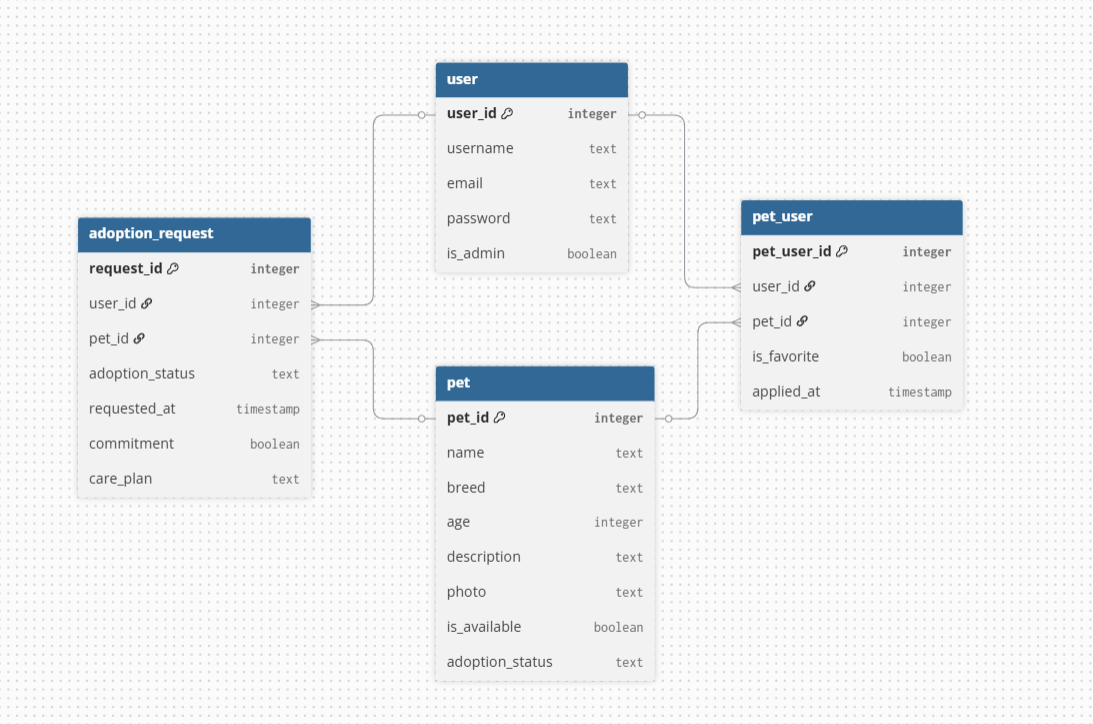 user
user_id integer
username text
email text
password text
is_admin boolean
adoption_request
request_id integer
user_id integer
pet_id integer
adoption_status text
requested_at timestamp
commitment boolean
care_plan text
pet_user
pet_user_id integer
user_id integer
pet_id integer
is_favorite boolean
applied_at timestamp
pet
pet_id integer
name text
breed text
age integer
description text
photo text
is_available boolean
adoption_status text